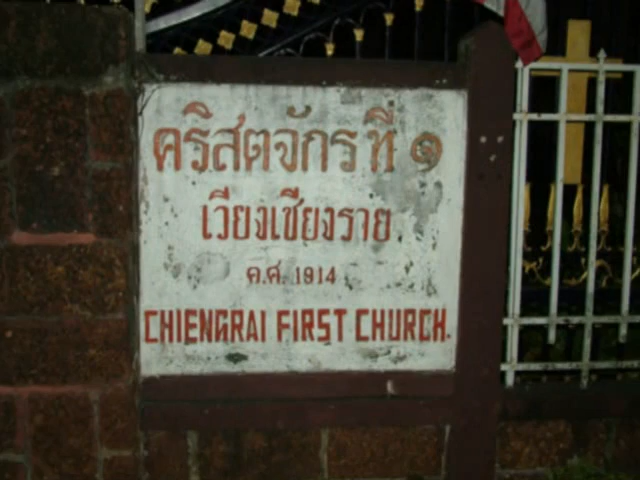 คริสตจักรที่ ๑
เวียงเชียงราย
ค.ศ. 1914
CHIENGRAI FIRST CHURCH.